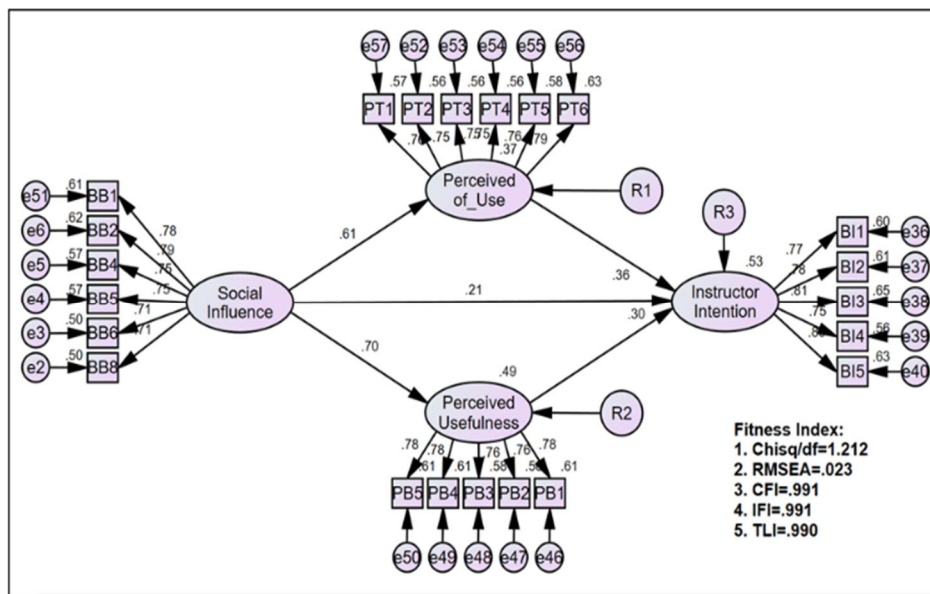 e57 e52 e53 e54 e55 e56
.57 .56 .56 .56 .58 .63
PT1 PT2 PT3 PT4 PT5 PT6
.75 .76 .79
.37
Perceived
of_Use
R1
R3
e51 .61 BB1
e6 .62 BB2
e5 .57 BB4
e4 .57 BB5
e3 .50 BB6
e2 .50 BB8
.78
.79
.75
.75
.71
.71
Social
Influence
.61
.21
.70
.36
.30
.53
Instructor
Intention
.77
.78
.81
.75
BI1 .60 e36
BI2 .61 e37
BI3 .65 e38
BI4 .56 e39
BI5 .63 e40
.49
Perceived
Usefulness
R2
.78 .78 .76 .76 .78
.61 .61 .58 .61
PB5 PB4 PB3 PB2 PB1
e50 e49 e48 e47 e46
Fitness Index:
1. Chisq/df=1.212
2. RMSEA=.023
3. CFI=.991
4. IFI=.991
5. TLI=.990